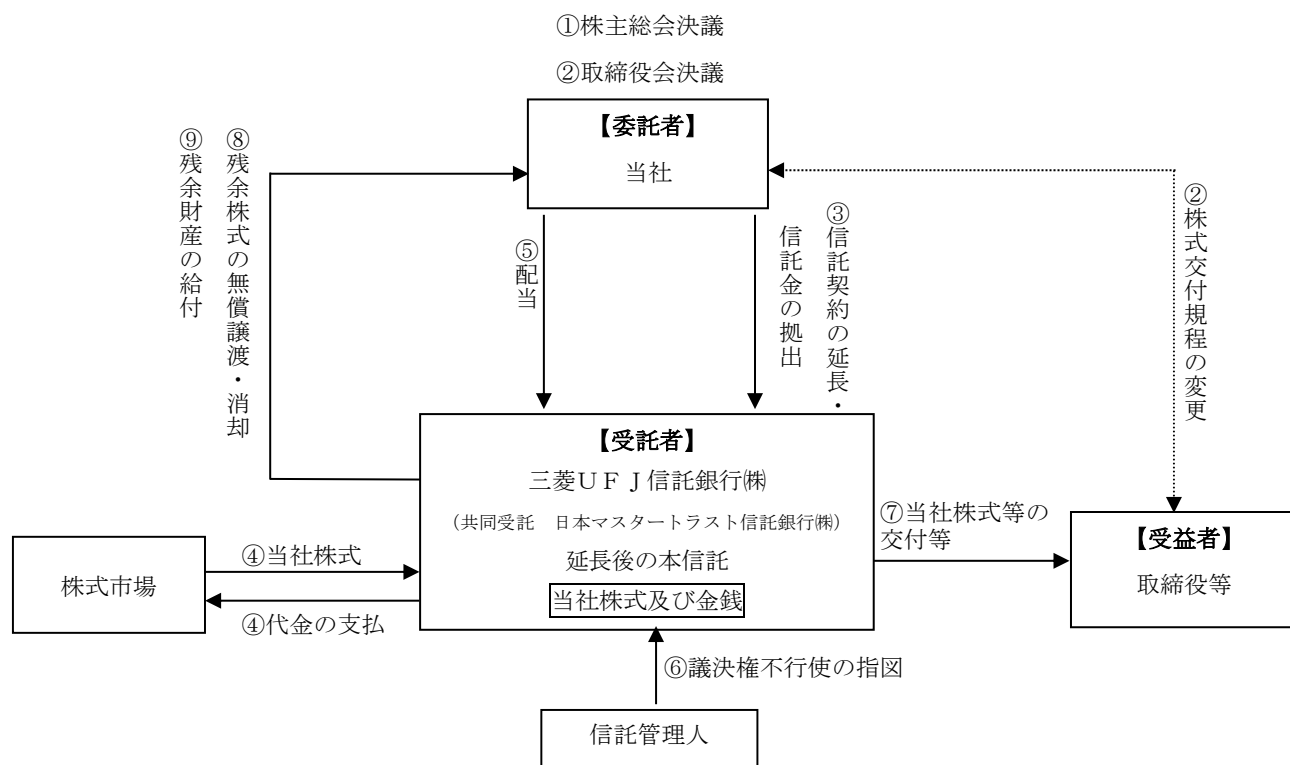 ①株主総会決議
②取締役会決議
【委託者】
当社
⑨残余財産の給付
⑧残余株式の無償譲渡・消却
⑤配当
③信託契約の延長・
信託金の拠出
②株式交付規程の変更
【受託者】
三菱UFJ信託銀行㈱
（共同受託　日本マスタートラスト信託銀行㈱）
延長後の本信託
当社株式及び金銭
株式市場
④当社株式
④代金の支払
⑦当社株式等の
交付等
【受益者】
取締役等
⑥議決権不行使の指図
信託管理人